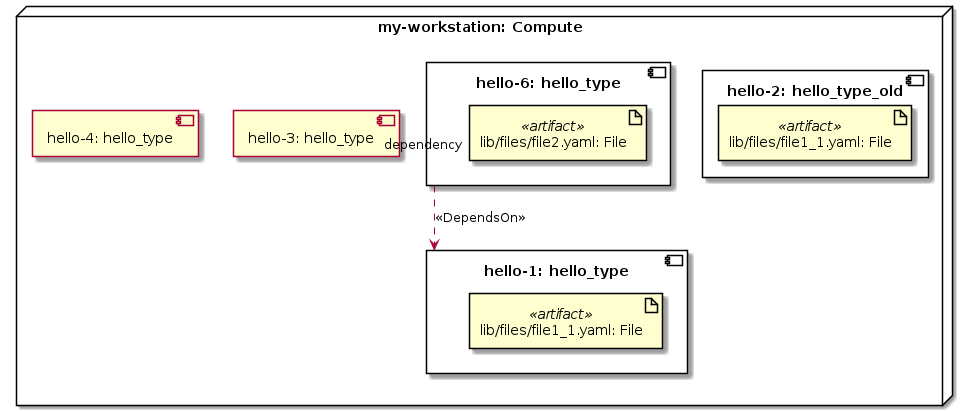 my-workstation: Compute
hello-6: hello_type
hello-2: hello_type_old
«artifact»
lib/files/file2.yaml: File
«artifact»
lib/files/file1_1.yaml: File
hello-4: hello_type
hello-3: hello_type
dependency
«DependsOn»
hello-1: hello_type
«artifact»
lib/files/file1_1.yaml: File